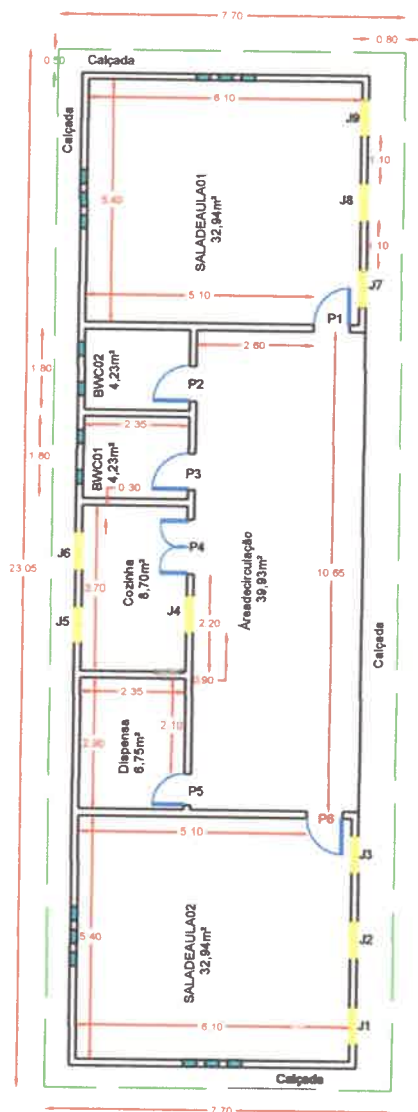 7.70
0.80
0.50
Calçada
Calçada
6.10
J9
1.10
5.40
SALADEAULA01
32,94m²
J8
1.10
J7
5.10
P1
2.60
1.80
BWC02
4,23m²
P2
1.80
2.35
BWC01
4,23m²
P3
0.30
P4
J6
23.05
3.70
Cozinha
8,70m²
J4
Áreadecirculação
39,93m²
10.65
2.20
J5
Calçada
0.90
2.35
2.90
Dispensa
6,75m²
2.10
P5
P6
5.10
J3
5.40
SALADEAULA02
32,94m²
J2
6.10
J1
Calçada
7.70